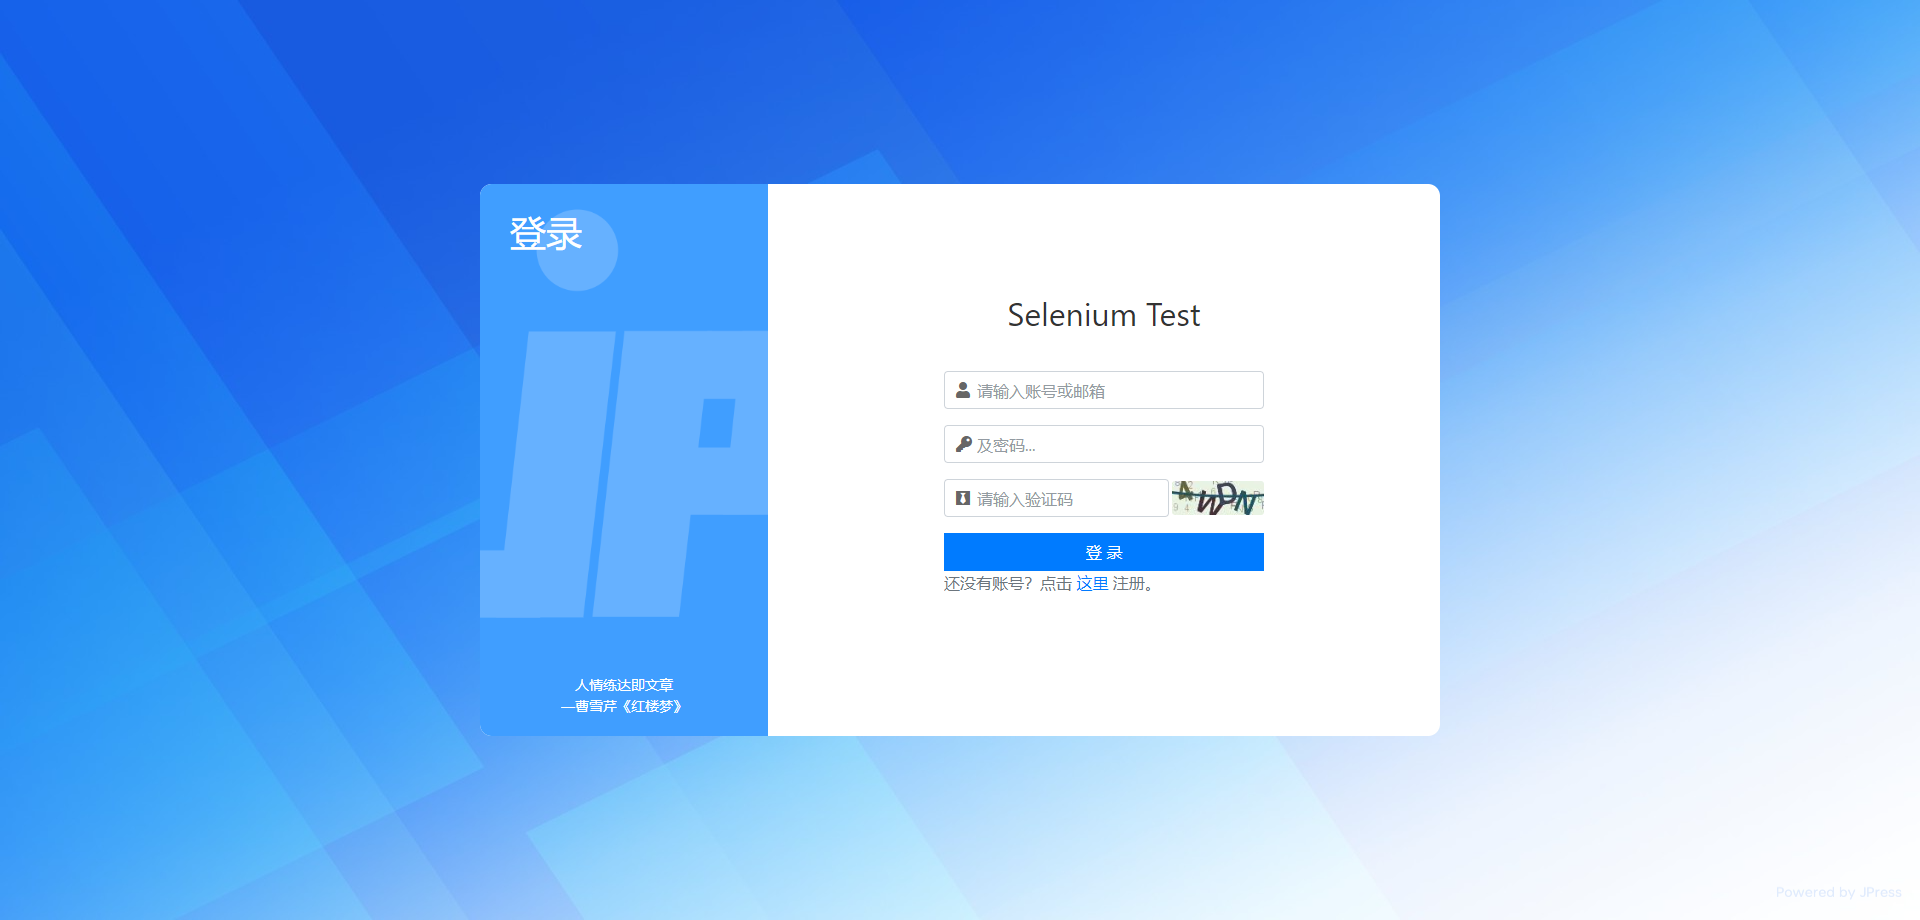 登录
JP
人情练达即文章
—曹雪芹《红楼梦》
Selenium Test
请输入账号或邮箱
及密码...
请输入验证码
登 录
还没有账号？点击 这里 注册。
Powered by JPress